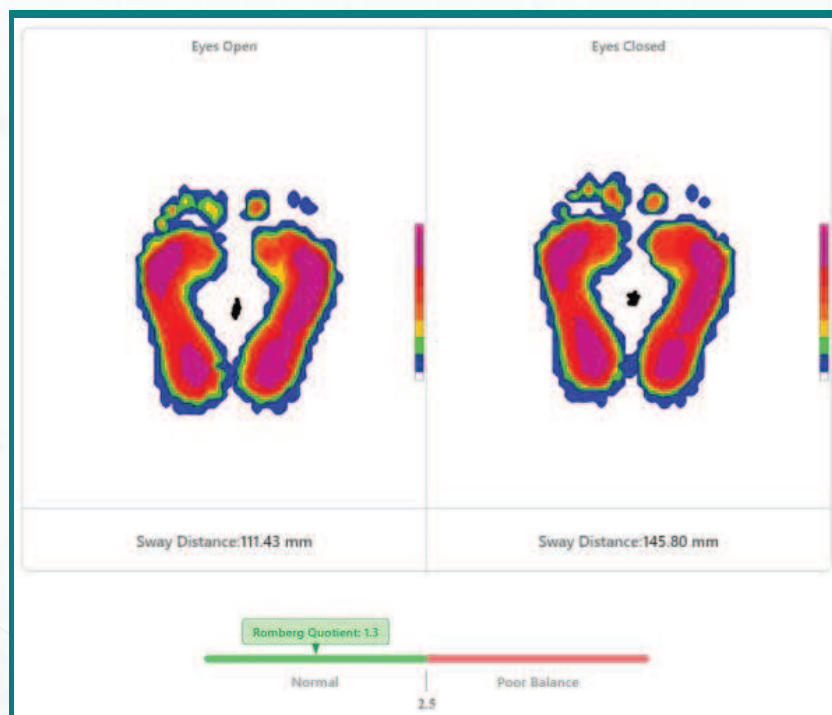 Eyes Open
Eyes Closed
Sway Distance:111.43 mm
Sway Distance:145.80 mm
Romberg Quotient: 1.3
Normal
Poor Balance
2.5